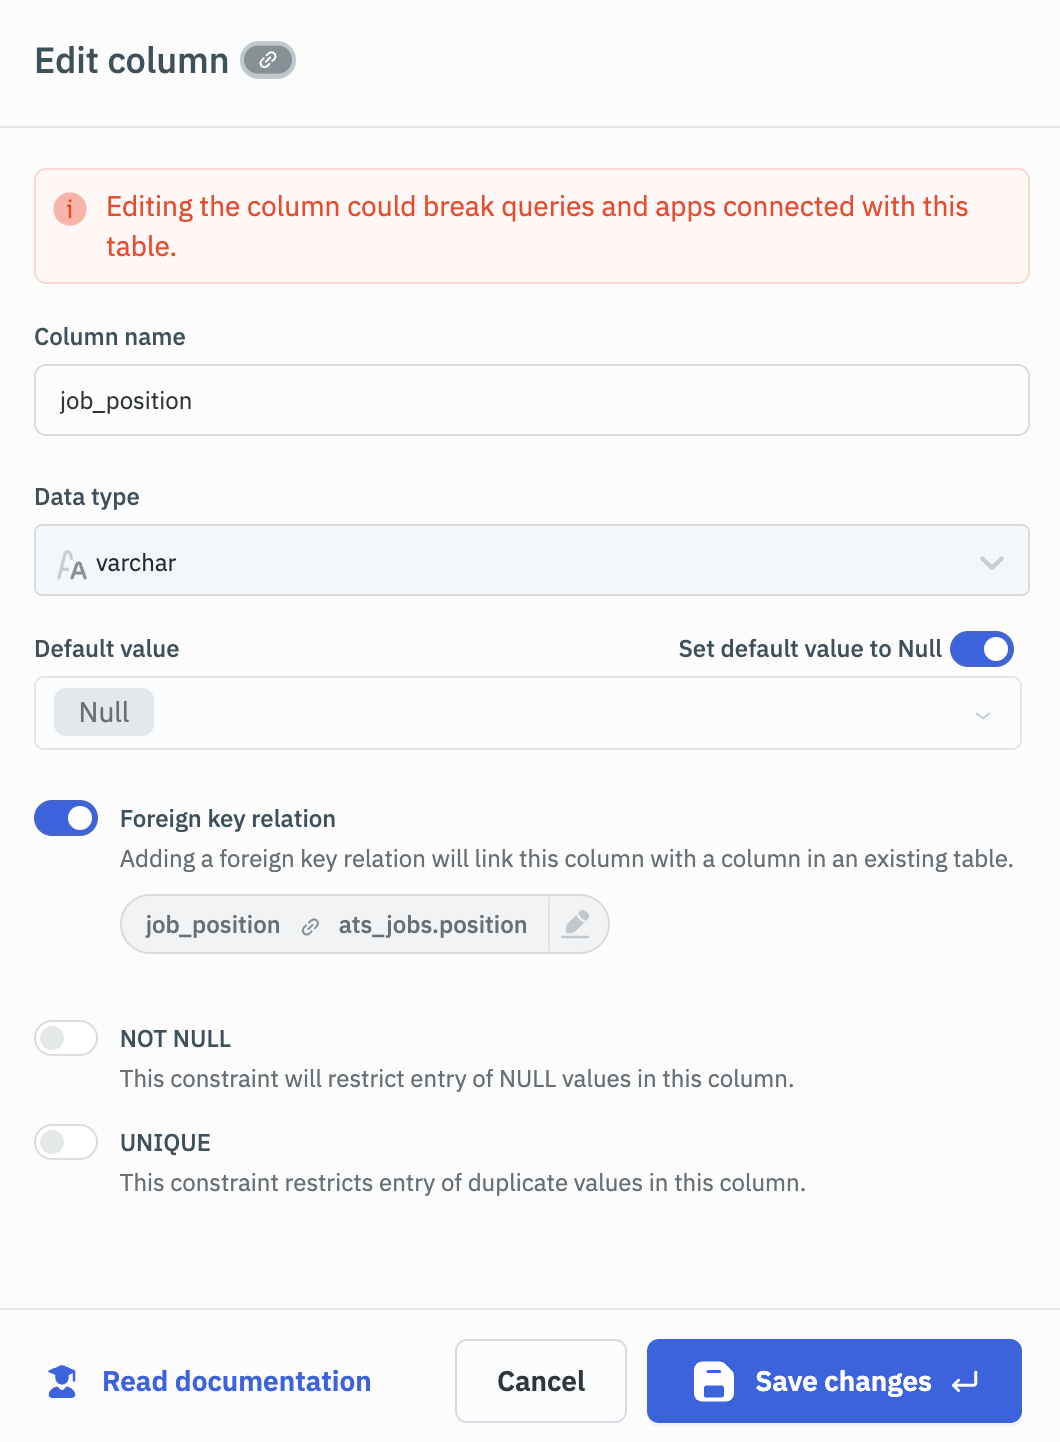 Edit column
Editing the column could break queries and apps connected with this
table.
Column name
job_position
Data type
varchar
Default value
Set default value to Null
Null
Foreign key relation
Adding a foreign key relation will link this column with a column in an existing table.
job_position ats_jobs.position
NOT NULL
This constraint will restrict entry of NULL values in this column.
UNIQUE
This constraint restricts entry of duplicate values in this column.
Read documentation
Cancel
Save changes